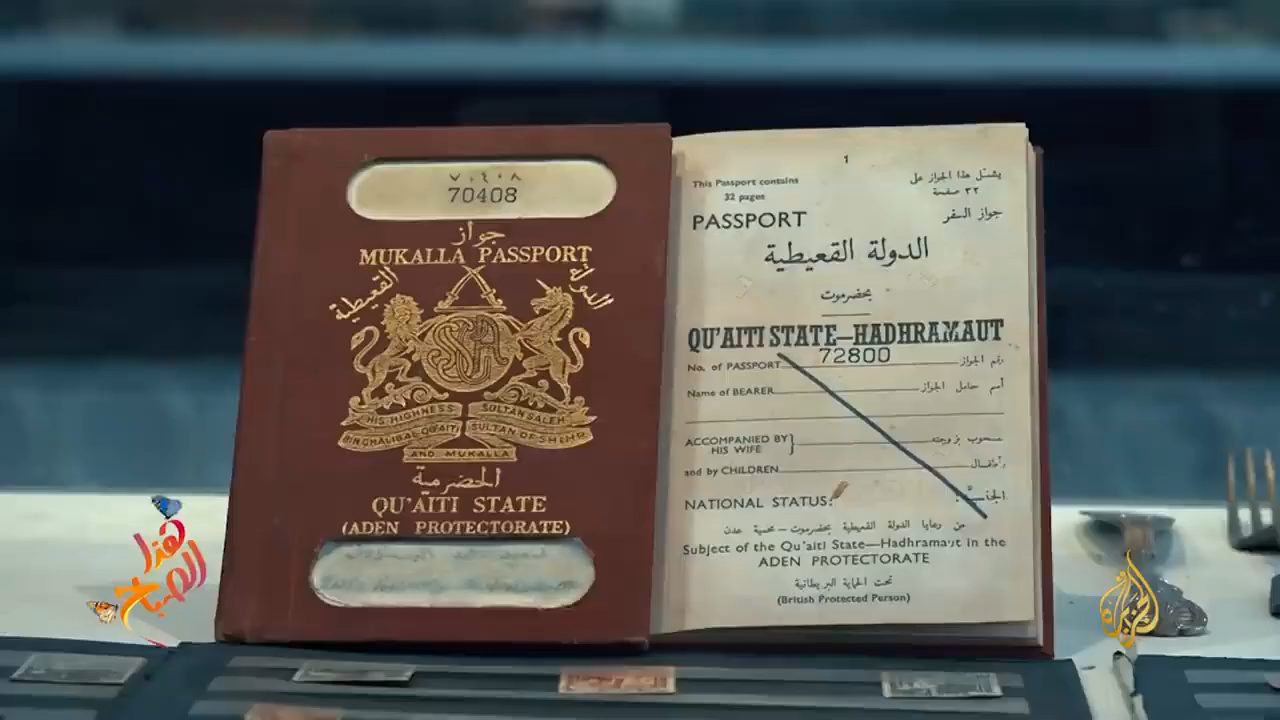 ٧٠٤٠٨
70408
جواز
MUKALLA PASSPORT
القعيطية
الدولة
HIS HIGHNESS
SULTAN SALEH
BIN GHALIB AL QU'AITI
SULTAN OF SHIHR
AND MUKALLA
الحضرمية
QU'AITI STATE
(ADEN PROTECTORATE)
1
This Passport contains
32 pages
يشتمل هذا الجواز على
٣٢ صفحة
PASSPORT
جواز السفر
الدولة القعيطية
بحضرموت
QU'AITI STATE—HADHRAMAUT
72800
No. of PASSPORT
رقم الجواز
Name of BEARER
أسم حامل الجواز
ACCOMPANIED BY
HIS WIFE
مصحوب بزوجته
and by CHILDREN
وأطفال
NATIONAL STATUS:
من رعايا الدولة القعيطية بحضرموت - محمية عدن
Subject of the Qu'aiti State—Hadhramaut in the
ADEN PROTECTORATE
تحت الحماية البريطانية
(British Protected Person)
هذا
الصباح
الجزيرة